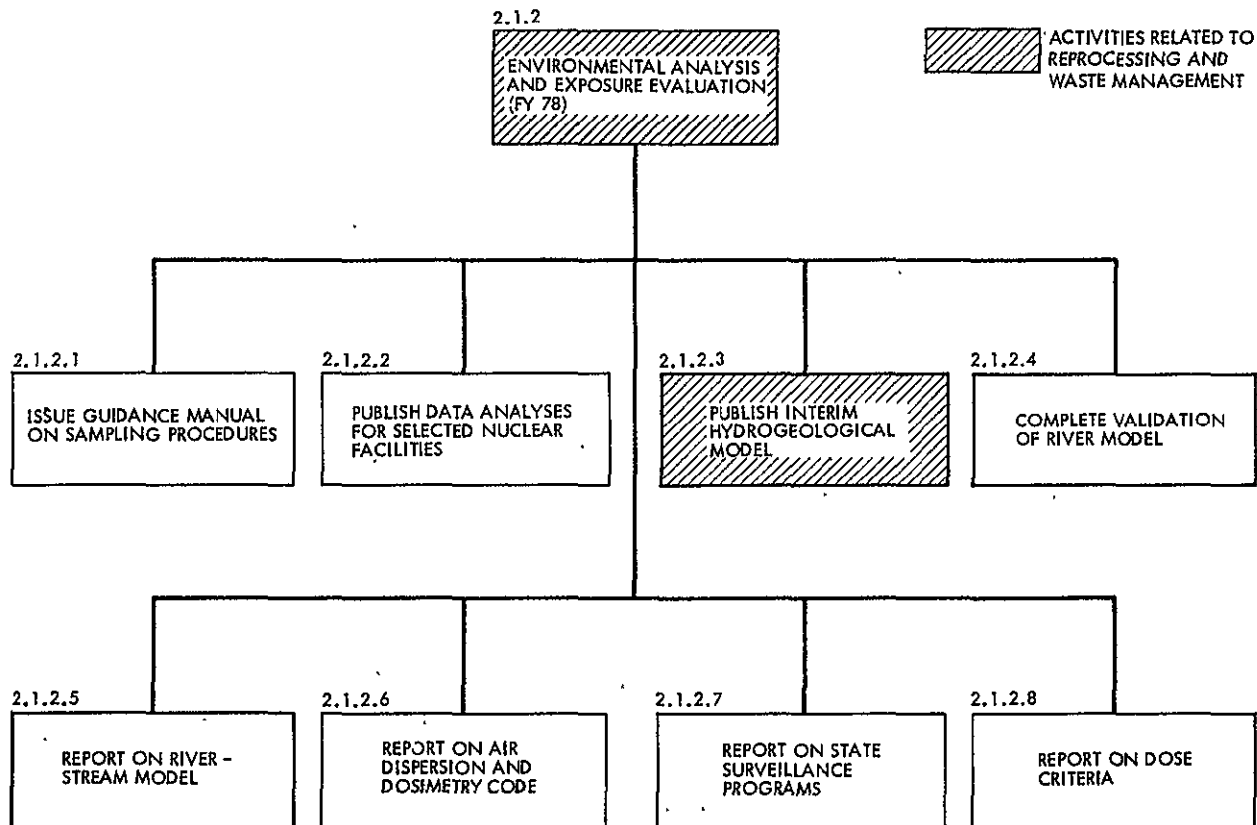 2.1.2
ENVIRONMENTAL ANALYSIS
AND EXPOSURE EVALUATION
(FY 78)
ACTIVITIES RELATED TO
REPROCESSING AND
WASTE MANAGEMENT
2.1.2.1
ISSUE GUIDANCE MANUAL
ON SAMPLING PROCEDURES
2.1.2.2
PUBLISH DATA ANALYSES
FOR SELECTED NUCLEAR
FACILITIES
2.1.2.3
PUBLISH INTERIM
HYDROGEOLOGICAL
MODEL
2.1.2.4
COMPLETE VALIDATION
OF RIVER MODEL
2.1.2.5
REPORT ON RIVER -
STREAM MODEL
2.1.2.6
REPORT ON AIR
DISPERSION AND
DOSIMETRY CODE
2.1.2.7
REPORT ON STATE
SURVEILLANCE
PROGRAMS
2.1.2.8
REPORT ON DOSE
CRITERIA